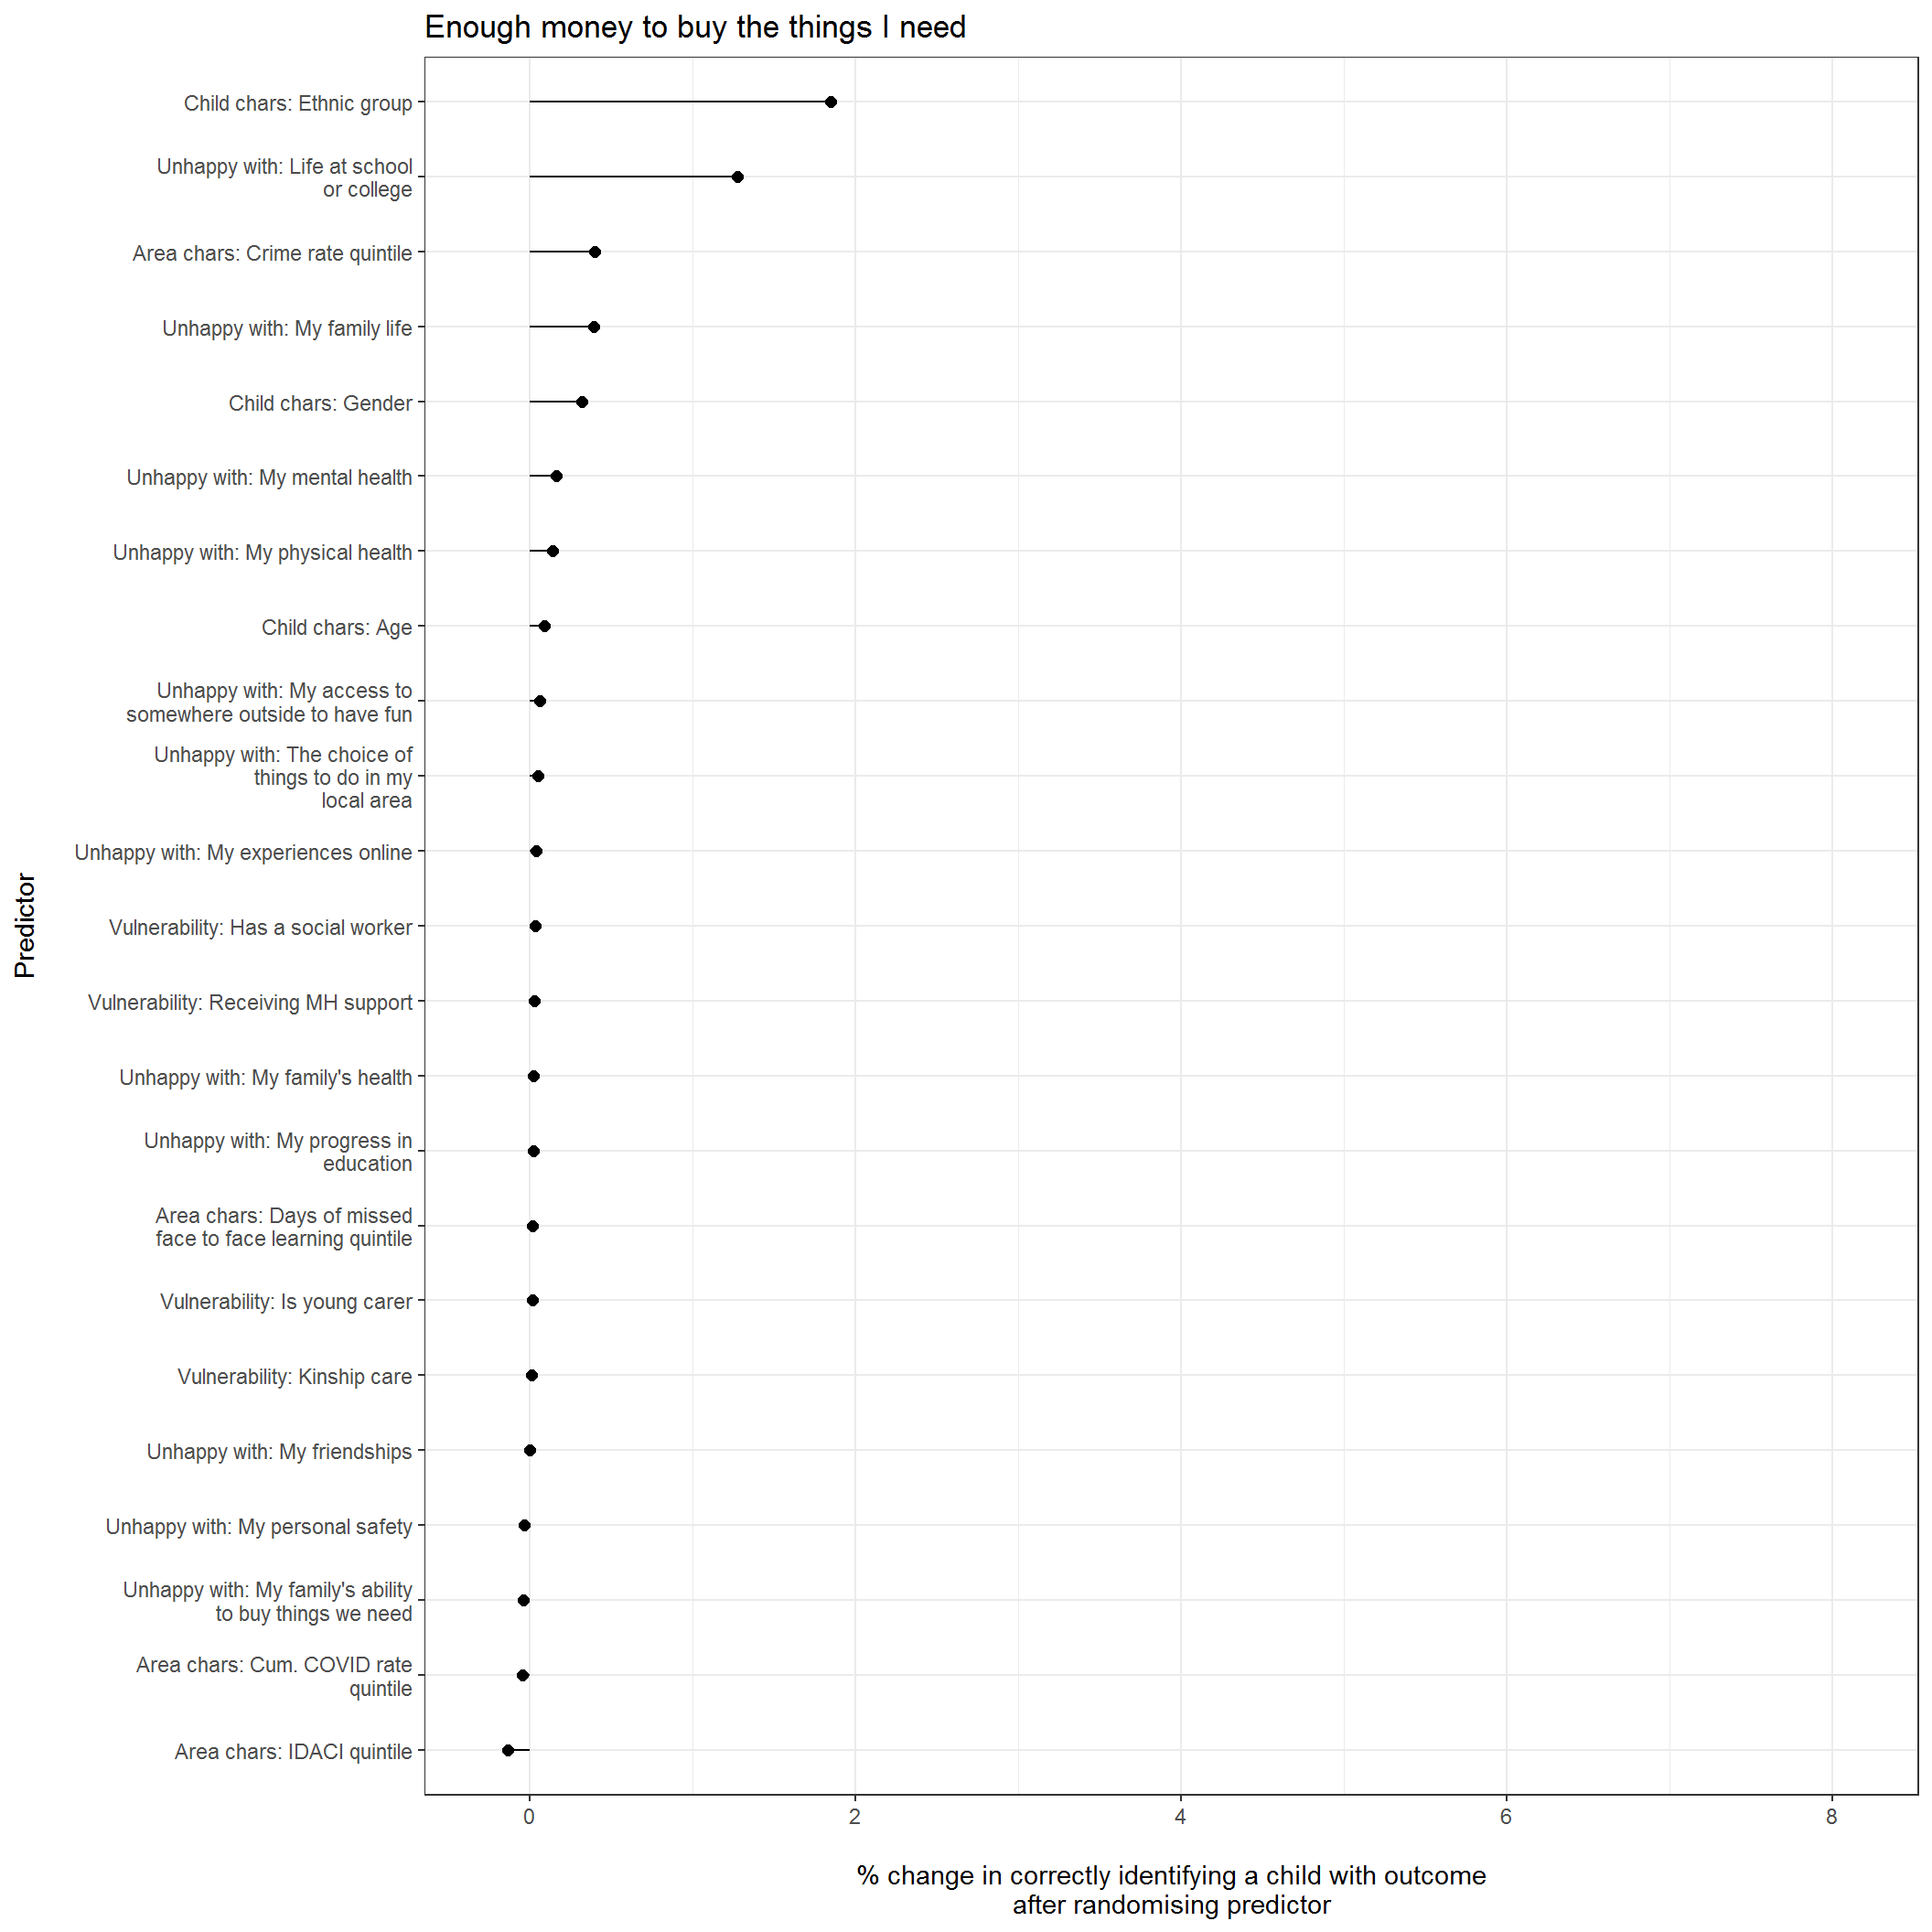 Enough money to buy the things I need
Child chars: Ethnic group
Unhappy with: Life at school
or college
Area chars: Crime rate quintile
Unhappy with: My family life
Child chars: Gender
Unhappy with: My mental health
Unhappy with: My physical health
Child chars: Age
Unhappy with: My access to
somewhere outside to have fun
Unhappy with: The choice of
things to do in my
local area
Unhappy with: My experiences online
Vulnerability: Has a social worker
Vulnerability: Receiving MH support
Unhappy with: My family's health
Unhappy with: My progress in
education
Area chars: Days of missed
face to face learning quintile
Vulnerability: Is young carer
Vulnerability: Kinship care
Unhappy with: My friendships
Unhappy with: My personal safety
Unhappy with: My family's ability
to buy things we need
Area chars: Cum. COVID rate
quintile
Area chars: IDACI quintile
Predictor
0 2 4 6 8
% change in correctly identifying a child with outcome
after randomising predictor